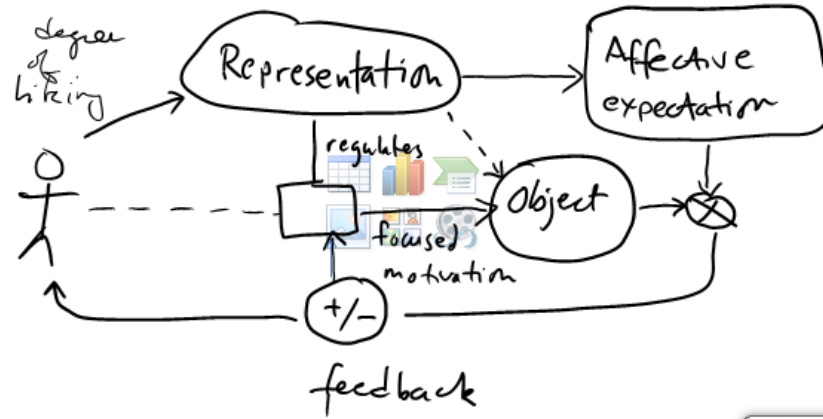 degree
of
liking
Representation
Affective
expectation
regulates
Object
focused
motivation
+/-
feedback